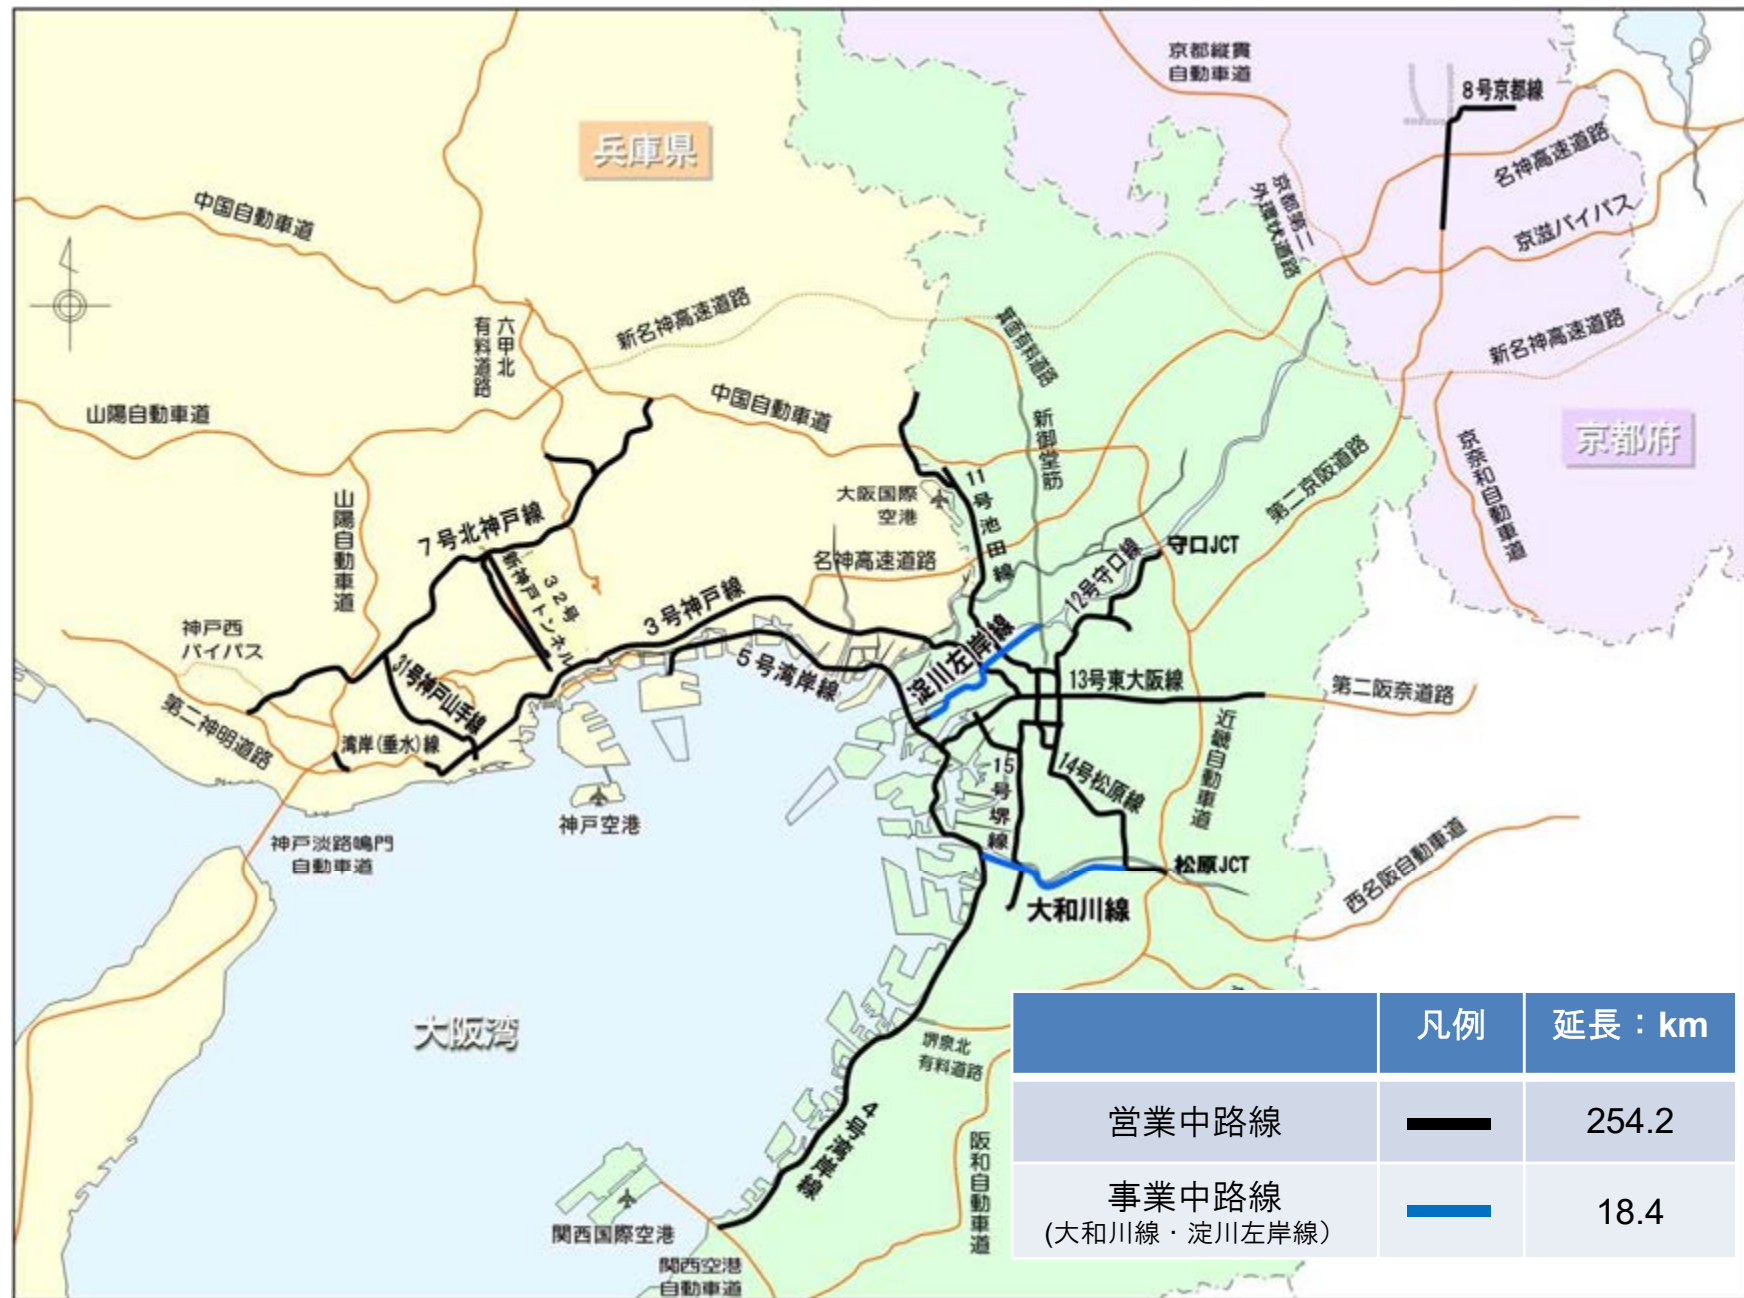 京都縦貫
自動車道
8号京都線
兵庫県
名神高速道路
中国自動車道
京都第二
外環状道路
京滋バイパス
新名神高速道路
箕面有料道路
六甲北
有料道路
新名神高速道路
山陽自動車道
中国自動車道
新御堂筋
京都府
第二京阪道路
京奈和自動車道
11号池田線
大阪国際
空港
山陽自動車道
7号北神戸線
守口JCT
名神高速道路
12号守口線
32号
新神戸トンネル
3号神戸線
神戸西
バイパス
淀川左岸線
31号神戸山手線
5号湾岸線
13号東大阪線
第二阪奈道路
第二神明道路
湾岸(垂水)線
近畿自動車道
15号堺線
14号松原線
神戸空港
神戸淡路鳴門
自動車道
松原JCT
西名阪自動車道
大和川線
大阪湾
堺泉北
有料道路
4号湾岸線
阪和自動車道
関西国際空港
関西空港
自動車道
凡例 延長:km
営業中路線 254.2
事業中路線
(大和川線・淀川左岸線) 18.4